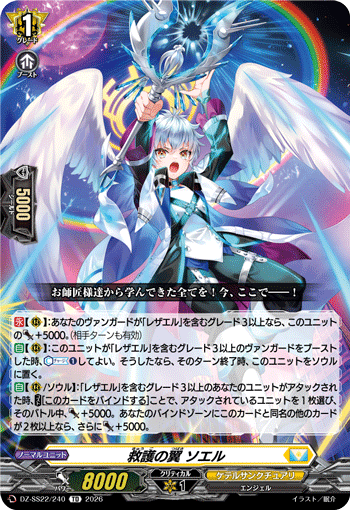 1
グレード
ブースト
5000
シールド
お師匠様達から学んできた全てを！今、ここで──！
【永】【(R)】：あなたのヴァンガードが「レザエル」を含むグレード3以上なら、このユニットの+5000。(相手ターンも有効)
【自】【(R)】：このユニットが「レザエル」を含むグレード3以上のヴァンガードをブーストした時、【チャージ(1)】してよい。そうしたなら、そのターン終了時、このユニットをソウルに置く。
【自】【(R)/ソウル】：「レザエル」を含むグレード3以上のあなたのユニットがアタックされた時、【このカードをバインドする】ことで、アタックされているユニットを1枚選び、そのバトル中、+5000。あなたのバインドゾーンにこのカードと同名の他のカードが2枚以上なら、さらに+5000。
ノーマルユニット
救護の翼 ソエル
パワー
8000
クリティカル
1
ケテルサンクチュアリ
エンジェル
DZ-SS22/240 TD 2026
イラスト／眠介